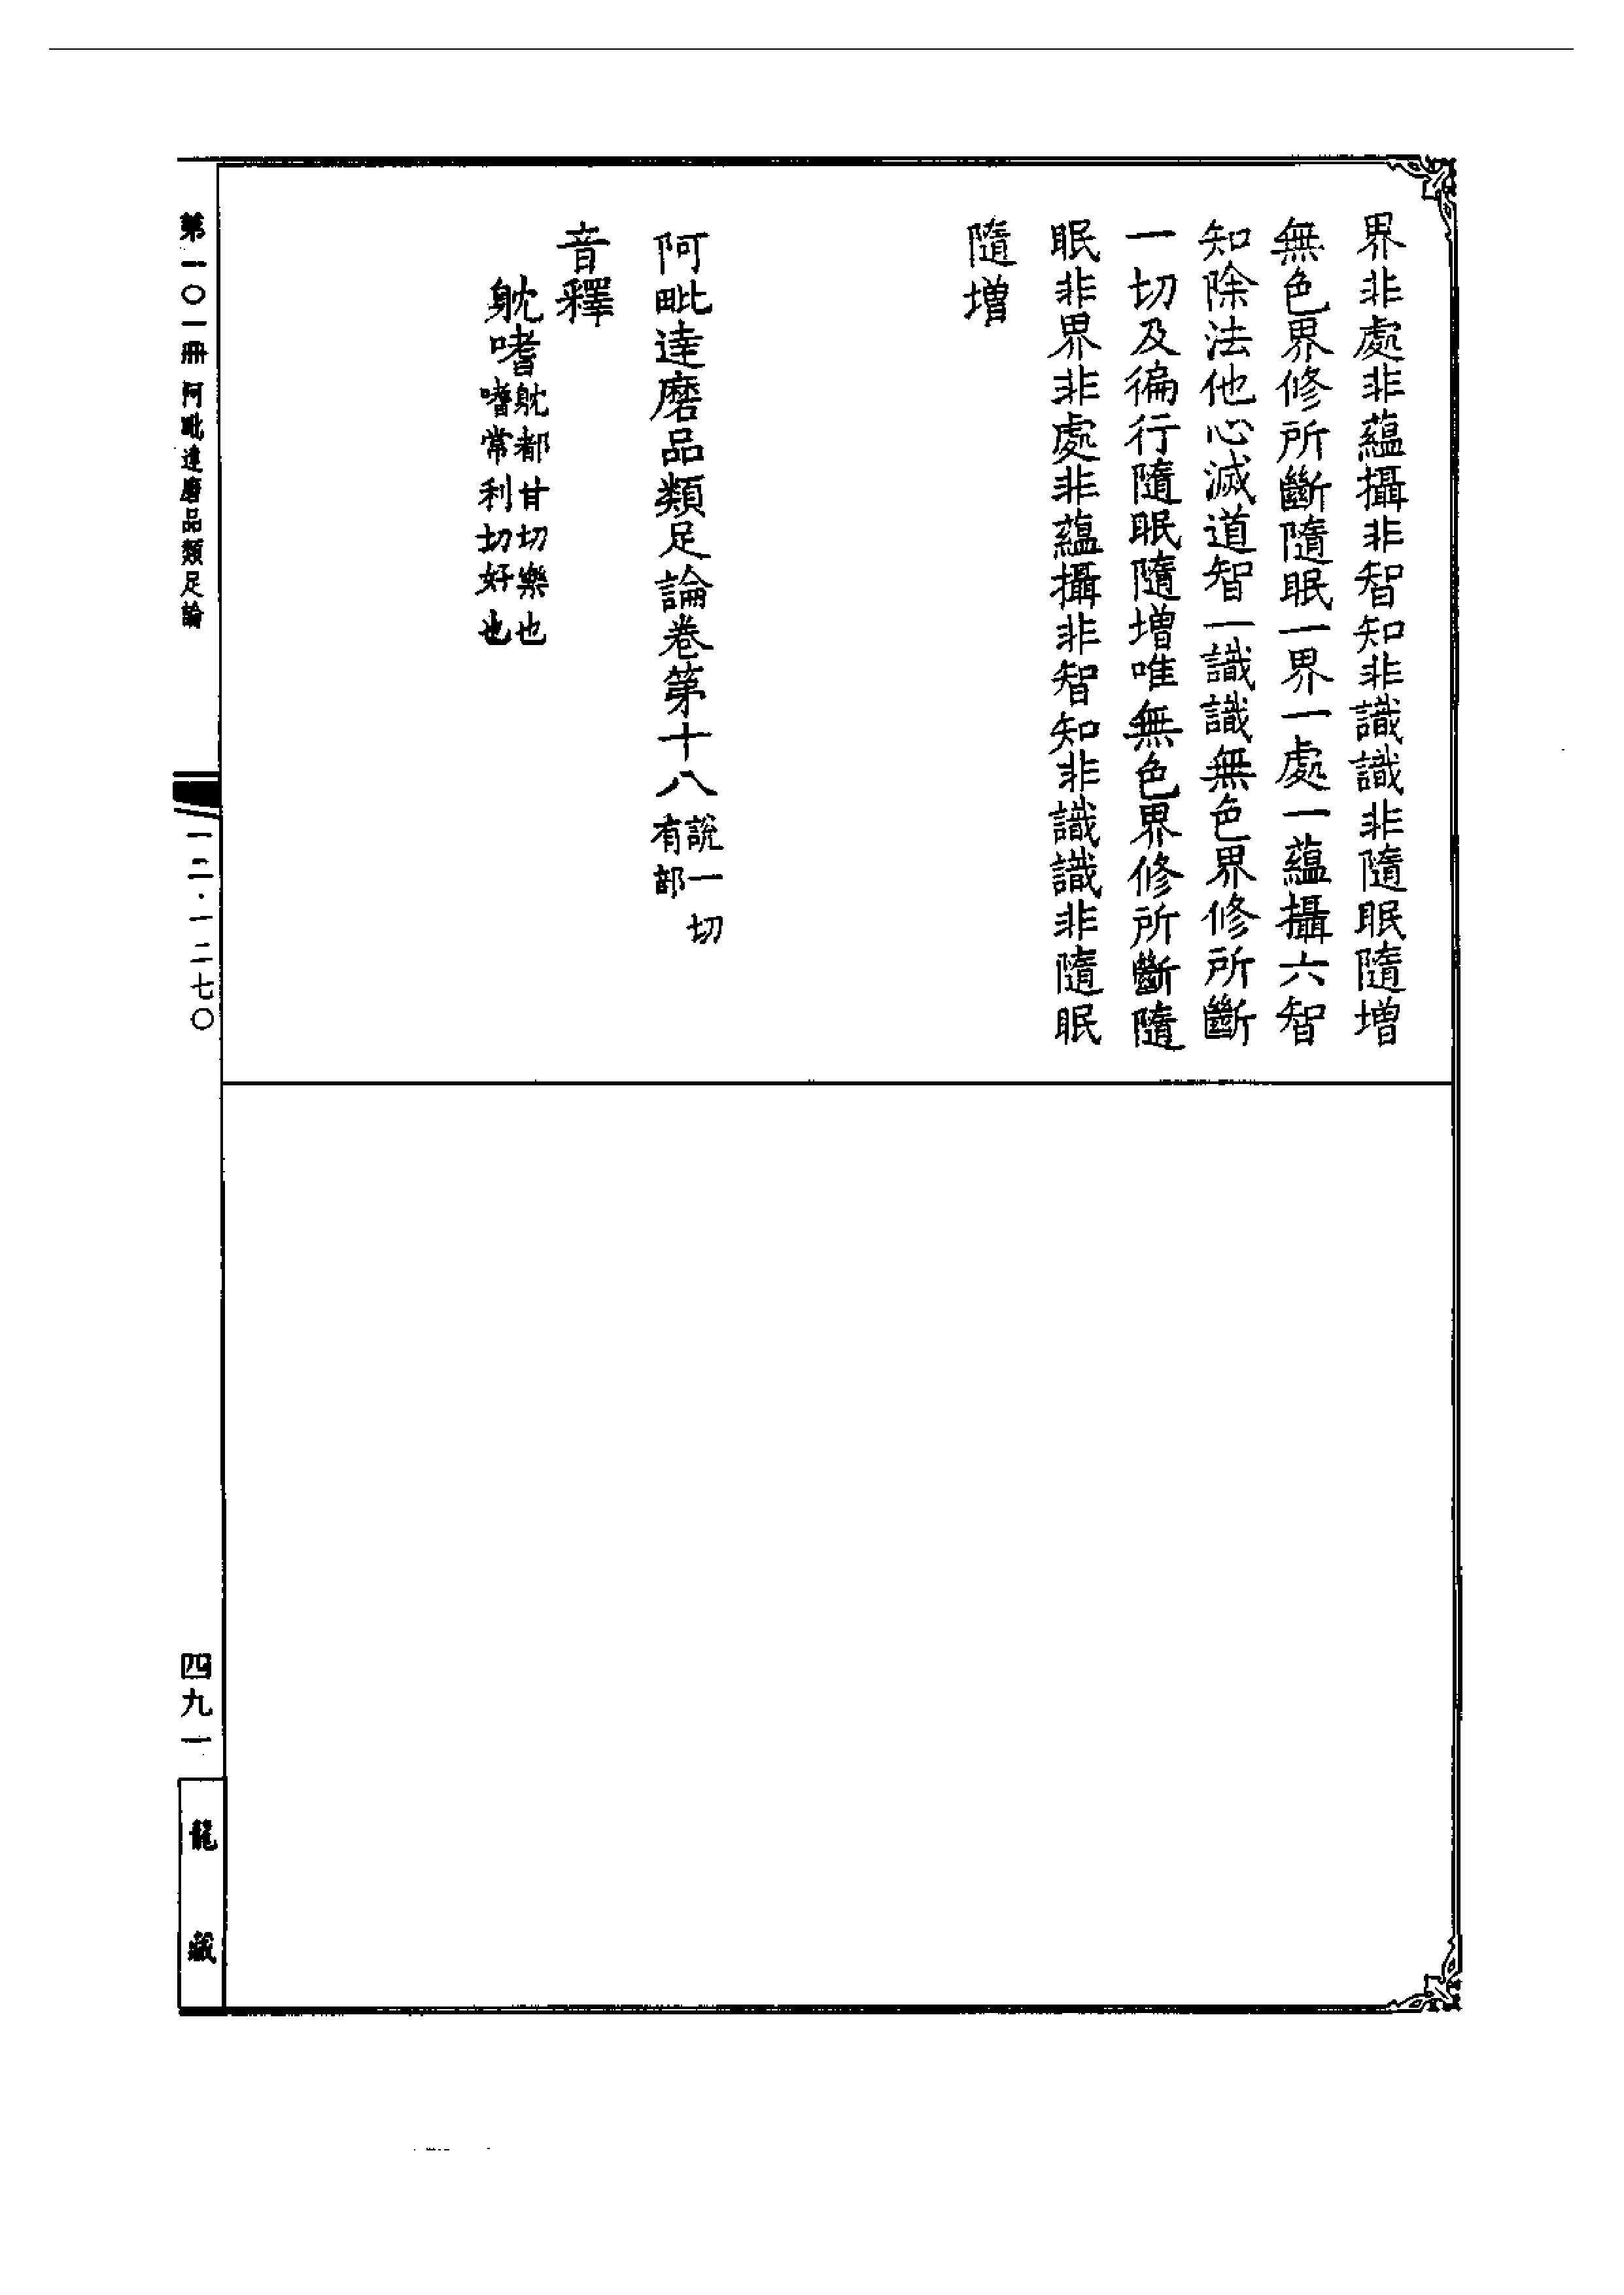 界非處非蘊攝非智知非識識非隨眠隨增
無色界修所斷隨眠一界一處一蘊攝六智
知除法他心滅道智一識識無色界修所斷
一切及徧行隨眠隨增唯無色界修所斷隨
眠非界非處非蘊攝非智知非識識非隨眠
隨增
阿毗達磨品類足論卷第十八
說一切
有部
音釋
躭嗜
躭都甘切樂也
嗜常利切好也
第一〇一冊 阿毗達磨品類足論
一二·一二七〇
四九一
龍藏